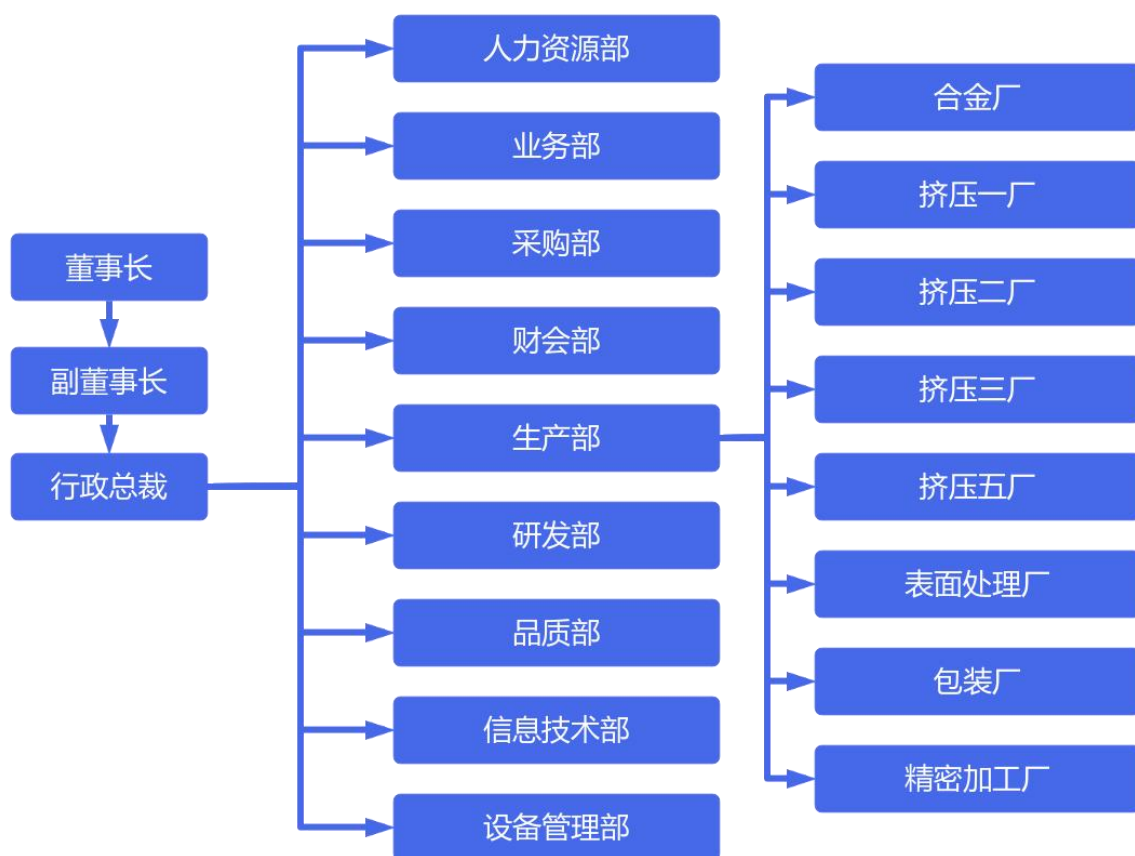 董事长
副董事长
行政总裁
人力资源部
业务部
采购部
财会部
生产部
研发部
品质部
信息技术部
设备管理部
合金厂
挤压一厂
挤压二厂
挤压三厂
挤压五厂
表面处理厂
包装厂
精密加工厂